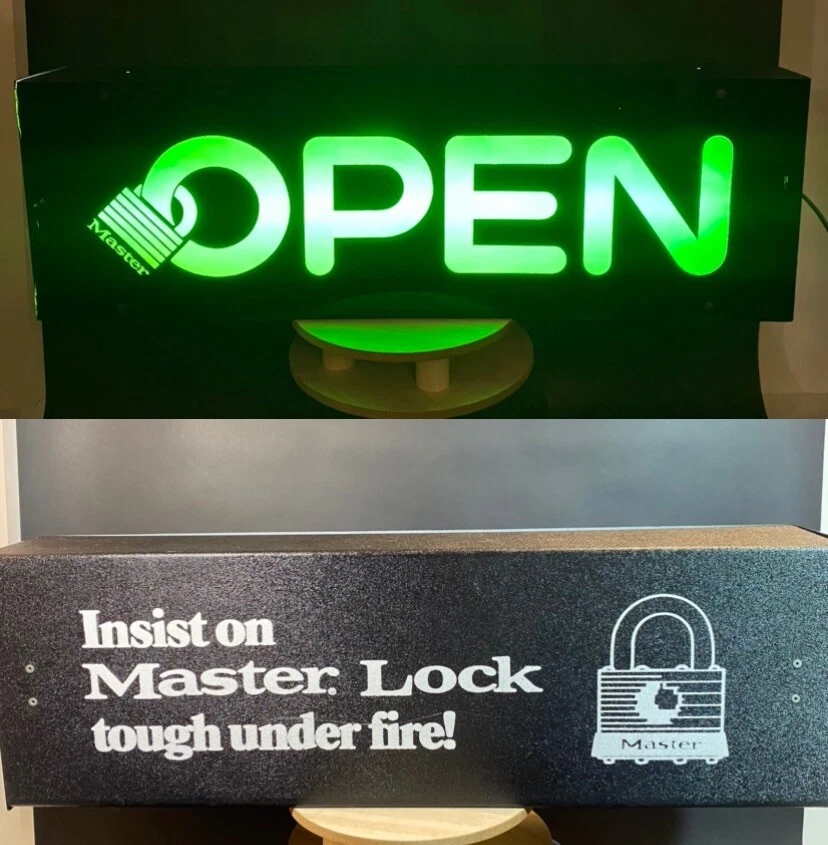 OPEN
Master
Insist on
Master. Lock
tough under fire!
Master